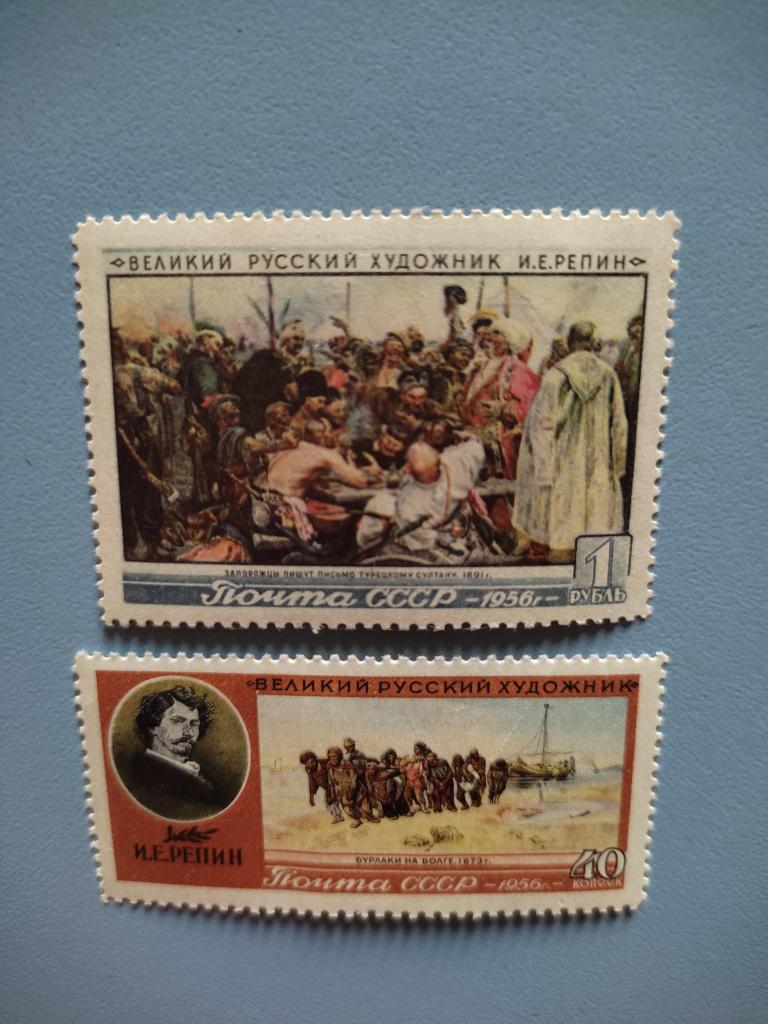 ВЕЛИКИЙ РУССКИЙ ХУДОЖНИК И.Е.РЕПИН
ЗАПОРОЖЦЫ ПИШУТ ПИСЬМО ТУРЕЦКОМУ СУЛТАНУ. 1891г.
Почта СССР -1956г.-
1
РУБЛЬ
ВЕЛИКИЙ РУССКИЙ ХУДОЖНИК
И.Е.РЕПИН
БУРЛАКИ НА ВОЛГЕ. 1873г.
Почта СССР -1956г.-
40
КОПЕЕК